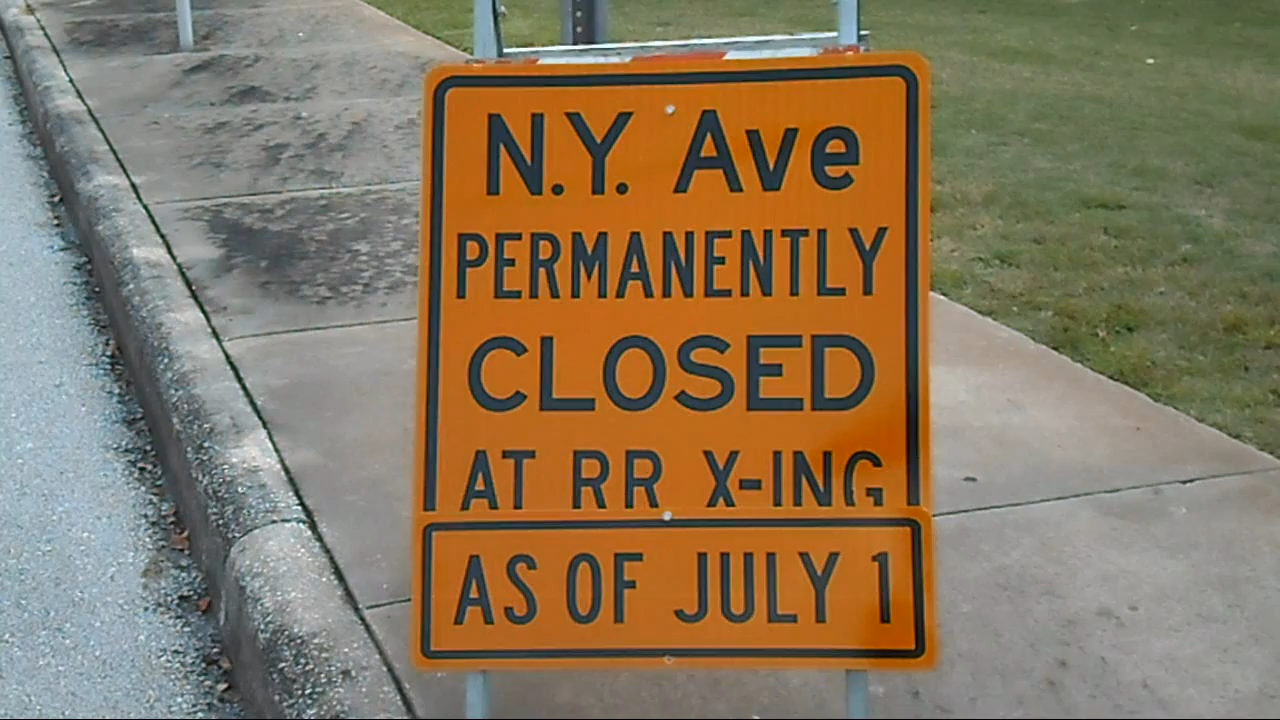 N.Y. Ave
PERMANENTLY
CLOSED
AT RR X-ING
AS OF JULY 1